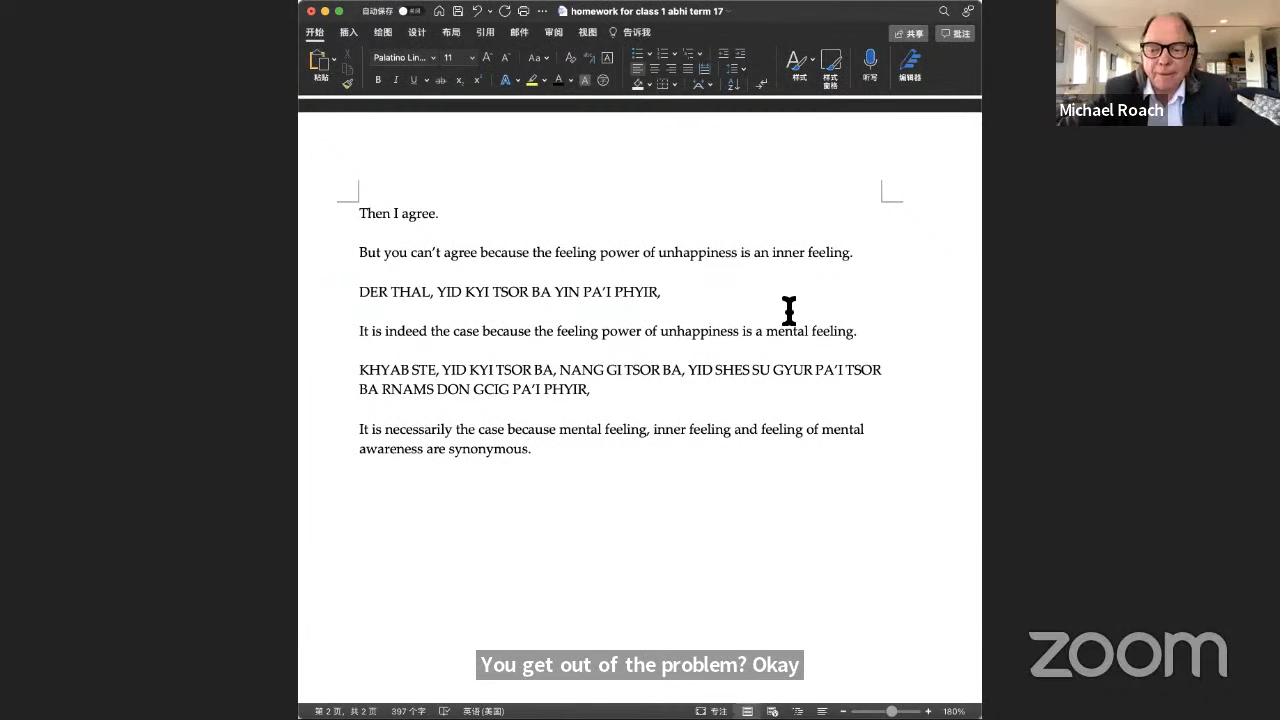 自动保存
homework for class 1 abhi term 17
开始 插入 绘图 设计 布局 引用 邮件 审阅 视图 告诉我
共享 批注
粘贴
Palatino Lin... 11
样式 样式窗格 听写 编辑器
Michael Roach
Then I agree.
But you can't agree because the feeling power of unhappiness is an inner feeling.
DER THAL, YID KYI TSOR BA YIN PA'I PHYIR,
It is indeed the case because the feeling power of unhappiness is a mental feeling.
KHYAB STE, YID KYI TSOR BA, NANG GI TSOR BA, YID SHES SU GYUR PA'I TSOR
BA RNAMS DON GCIG PA'I PHYIR,
It is necessarily the case because mental feeling, inner feeling and feeling of mental
awareness are synonymous.
You get out of the problem? Okay
zoom
第 2 页，共 2 页 397 个字 英语(美国) 专注 180%